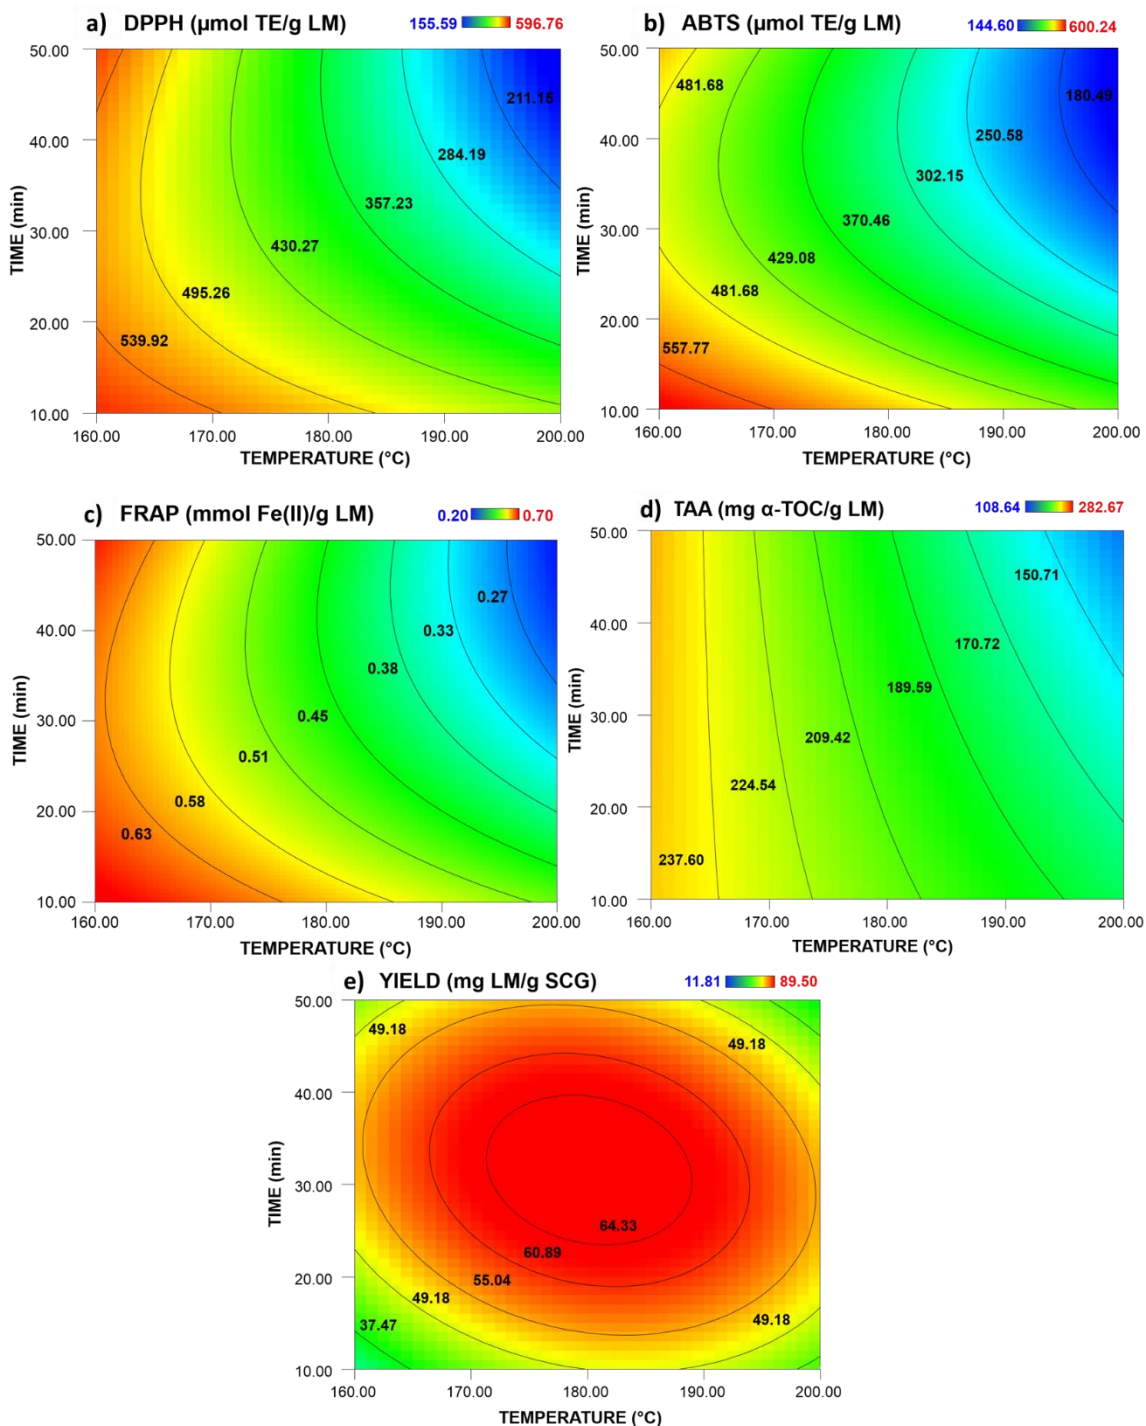 a) DPPH (µmol TE/g LM) 155.59 596.76
50.00
40.00
30.00
20.00
10.00
TIME (min)
211.15
284.19
357.23
430.27
495.26
539.92
160.00 170.00 180.00 190.00 200.00
TEMPERATURE (°C)
b) ABTS (µmol TE/g LM) 144.60 600.24
50.00
40.00
30.00
20.00
10.00
TIME (min)
481.68
180.49
250.58
302.15
370.46
429.08
481.68
557.77
160.00 170.00 180.00 190.00 200.00
TEMPERATURE (°C)
c) FRAP (mmol Fe(II)/g LM) 0.20 0.70
50.00
40.00
30.00
20.00
10.00
TIME (min)
0.27
0.33
0.38
0.45
0.51
0.58
0.63
160.00 170.00 180.00 190.00 200.00
TEMPERATURE (°C)
d) TAA (mg α-TOC/g LM) 108.64 282.67
50.00
40.00
30.00
20.00
10.00
TIME (min)
150.71
170.72
189.59
209.42
224.54
237.60
160.00 170.00 180.00 190.00 200.00
TEMPERATURE (°C)
e) YIELD (mg LM/g SCG) 11.81 89.50
50.00
40.00
30.00
20.00
10.00
TIME (min)
49.18 49.18
64.33
60.89
55.04
49.18 49.18
37.47
160.00 170.00 180.00 190.00 200.00
TEMPERATURE (°C)